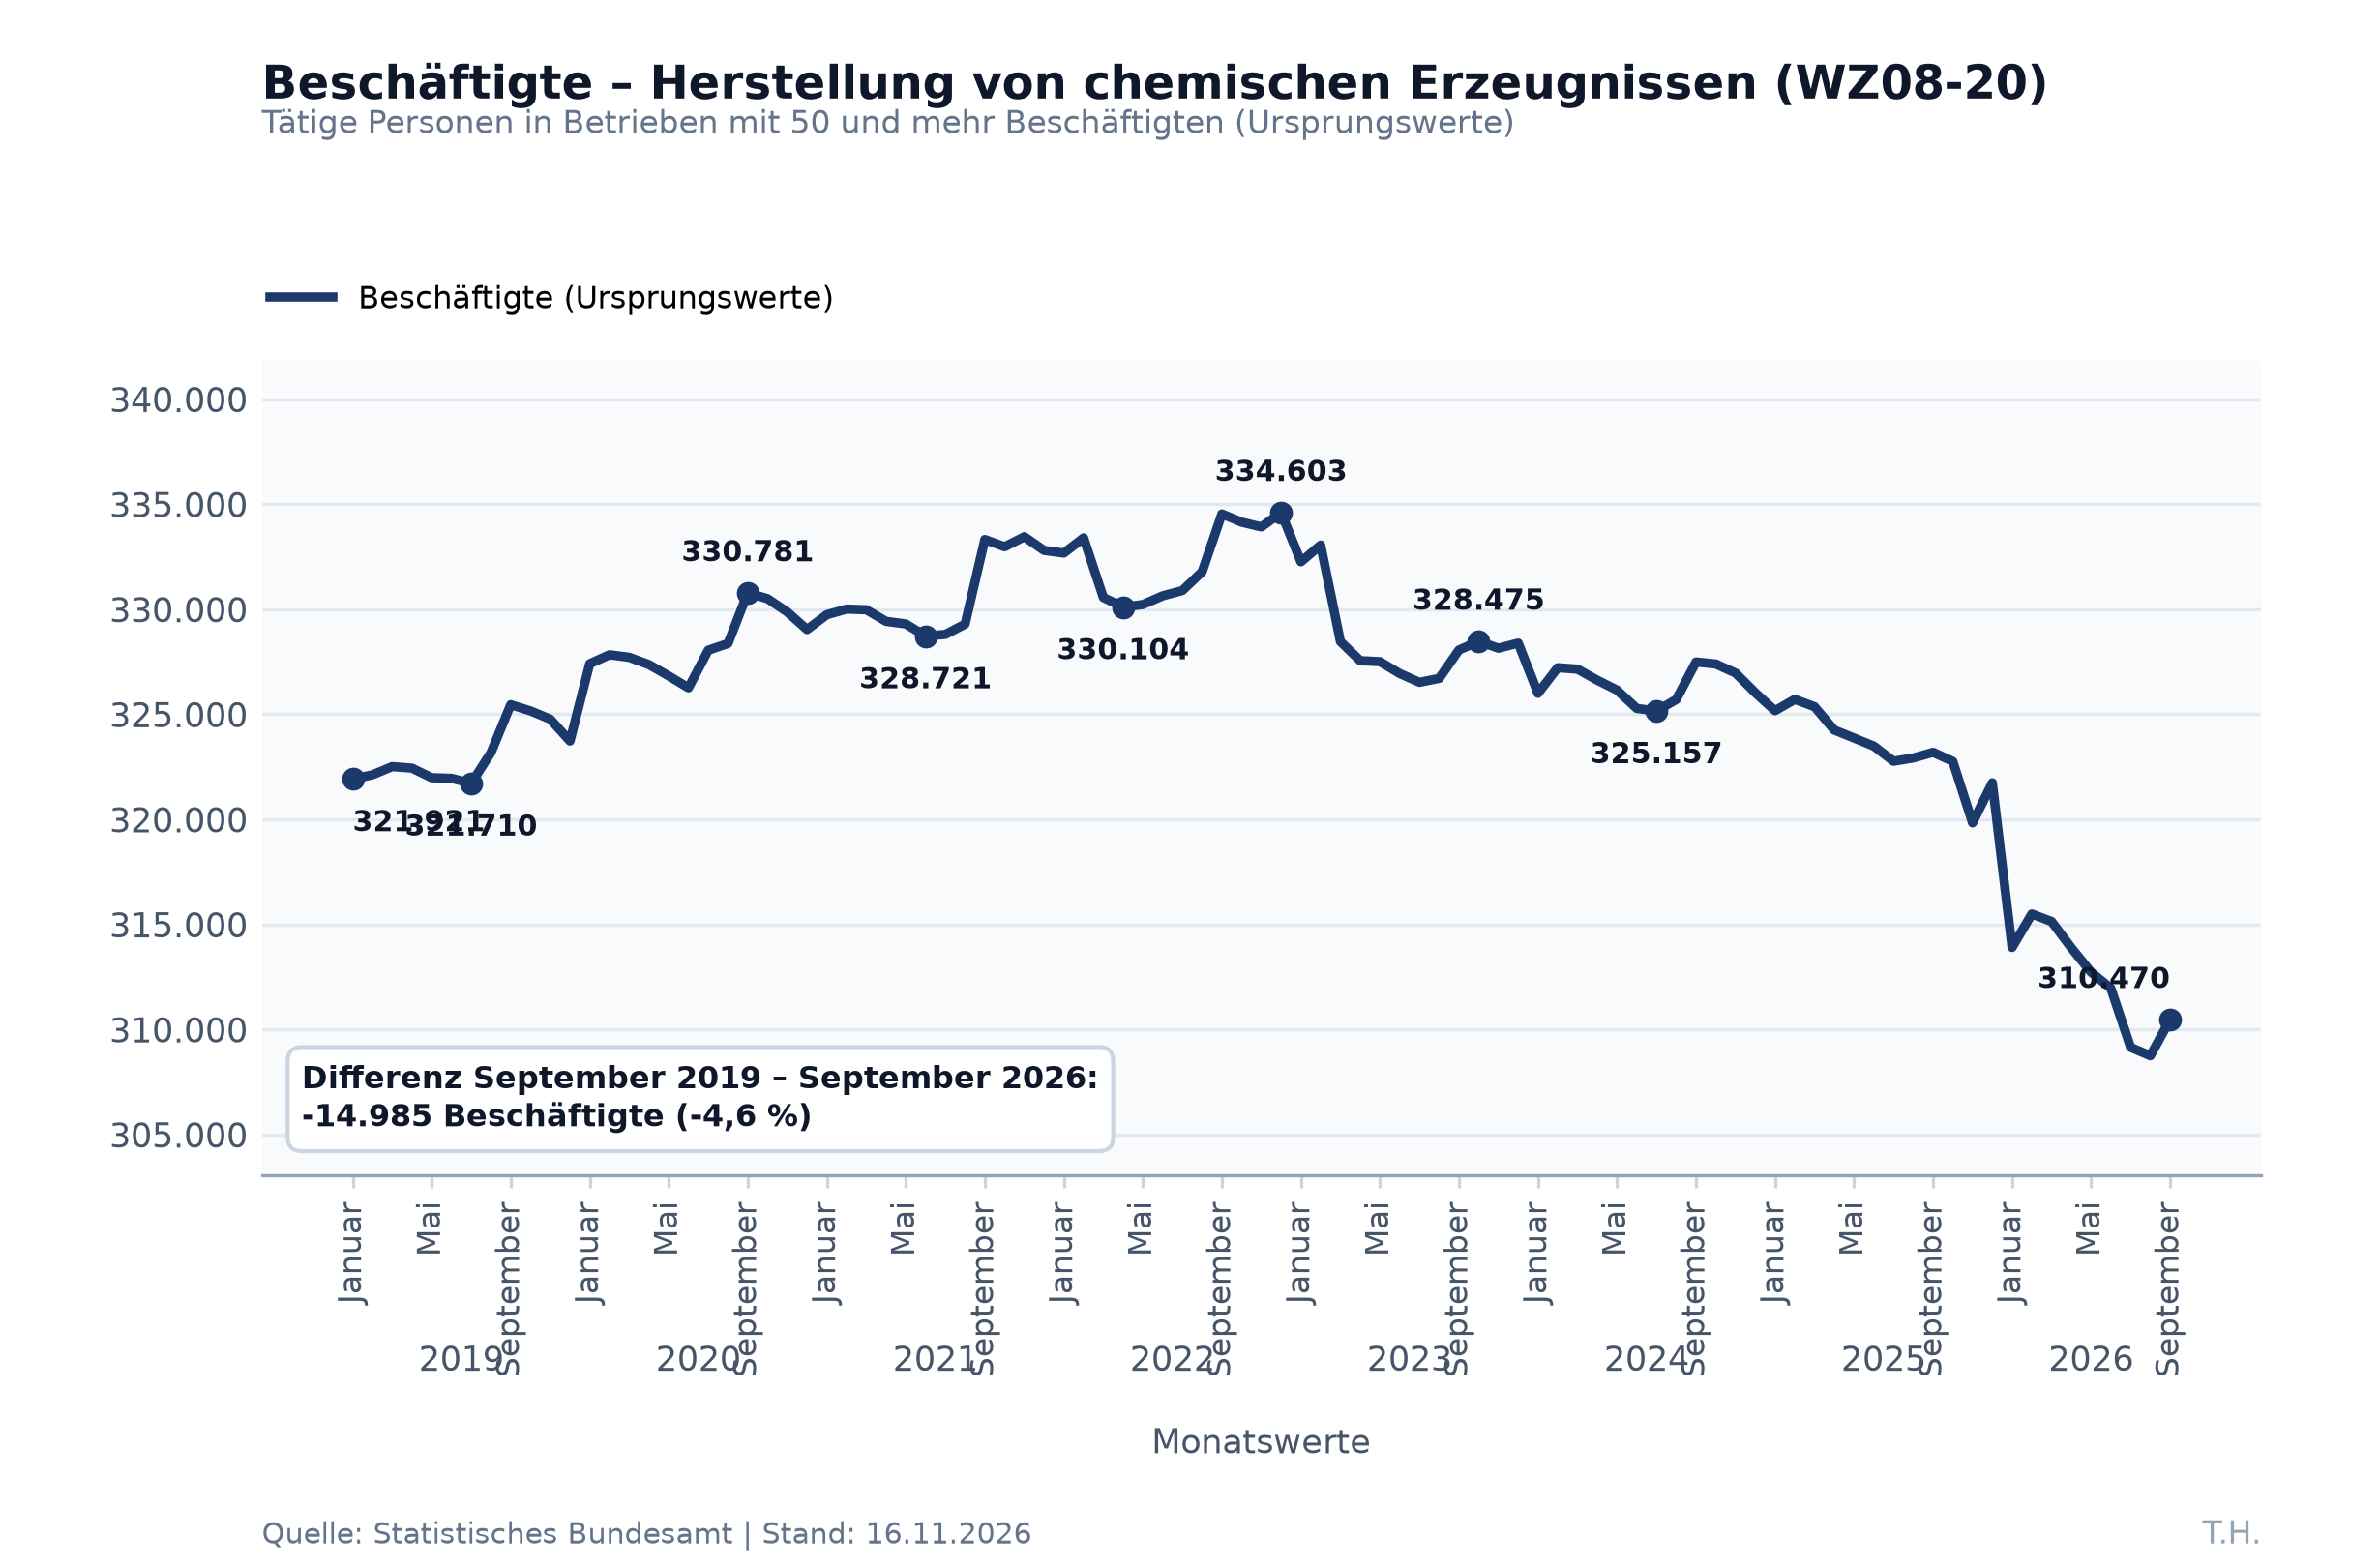 Beschäftigte – Herstellung von chemischen Erzeugnissen (WZ08-20)
Tätige Personen in Betrieben mit 50 und mehr Beschäftigten (Ursprungswerte)
Beschäftigte (Ursprungswerte)
340.000
335.000
330.000
325.000
320.000
315.000
310.000
305.000
334.603
330.781
328.475
330.104
328.721
325.157
321.921
321.710
310.470
Differenz September 2019 – September 2026:
-14.985 Beschäftigte (-4,6 %)
Januar Mai September Januar Mai September Januar Mai September Januar Mai September Januar Mai September Januar Mai September Januar Mai September Januar Mai September
2019 2020 2021 2022 2023 2024 2025 2026
Monatswerte
Quelle: Statistisches Bundesamt | Stand: 16.11.2026
T.H.